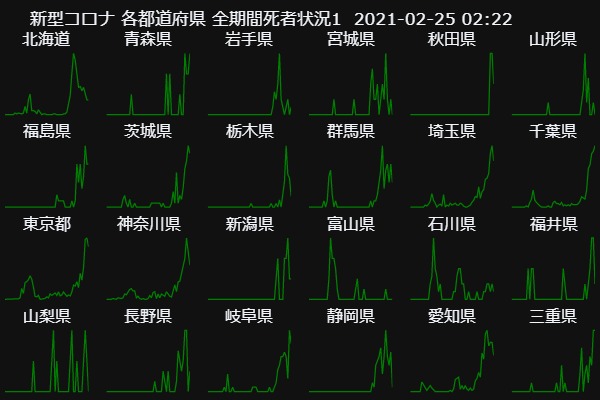 新型コロナ 各都道府県 全期間死者状況1 2021-02-25 02:22
北海道 青森県 岩手県 宮城県 秋田県 山形県
福島県 茨城県 栃木県 群馬県 埼玉県 千葉県
東京都 神奈川県 新潟県 富山県 石川県 福井県
山梨県 長野県 岐阜県 静岡県 愛知県 三重県